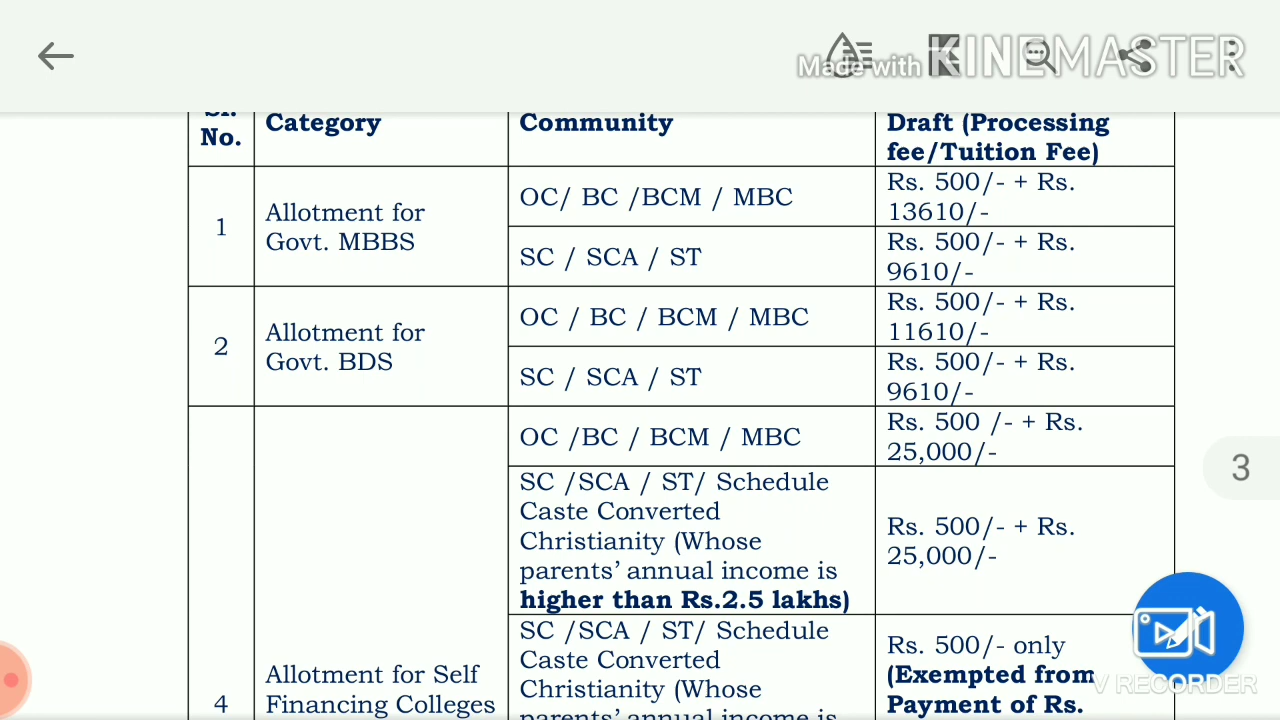 Made with KINEMASTER
Sr.
No.
Category
Community
Draft (Processing
fee/Tuition Fee)
1
Allotment for
Govt. MBBS
OC/ BC /BCM / MBC
Rs. 500/- + Rs.
13610/-
SC / SCA / ST
Rs. 500/- + Rs.
9610/-
2
Allotment for
Govt. BDS
OC / BC / BCM / MBC
Rs. 500/- + Rs.
11610/-
SC / SCA / ST
Rs. 500/- + Rs.
9610/-
4
Allotment for Self
Financing Colleges
OC /BC / BCM / MBC
Rs. 500 /- + Rs.
25,000/-
SC /SCA / ST/ Schedule
Caste Converted
Christianity (Whose
parents’ annual income is
higher than Rs.2.5 lakhs)
Rs. 500/- + Rs.
25,000/-
SC /SCA / ST/ Schedule
Caste Converted
Christianity (Whose
parents’ annual income is
Rs. 500/- only
(Exempted from
Payment of Rs.
3
V RECORDER